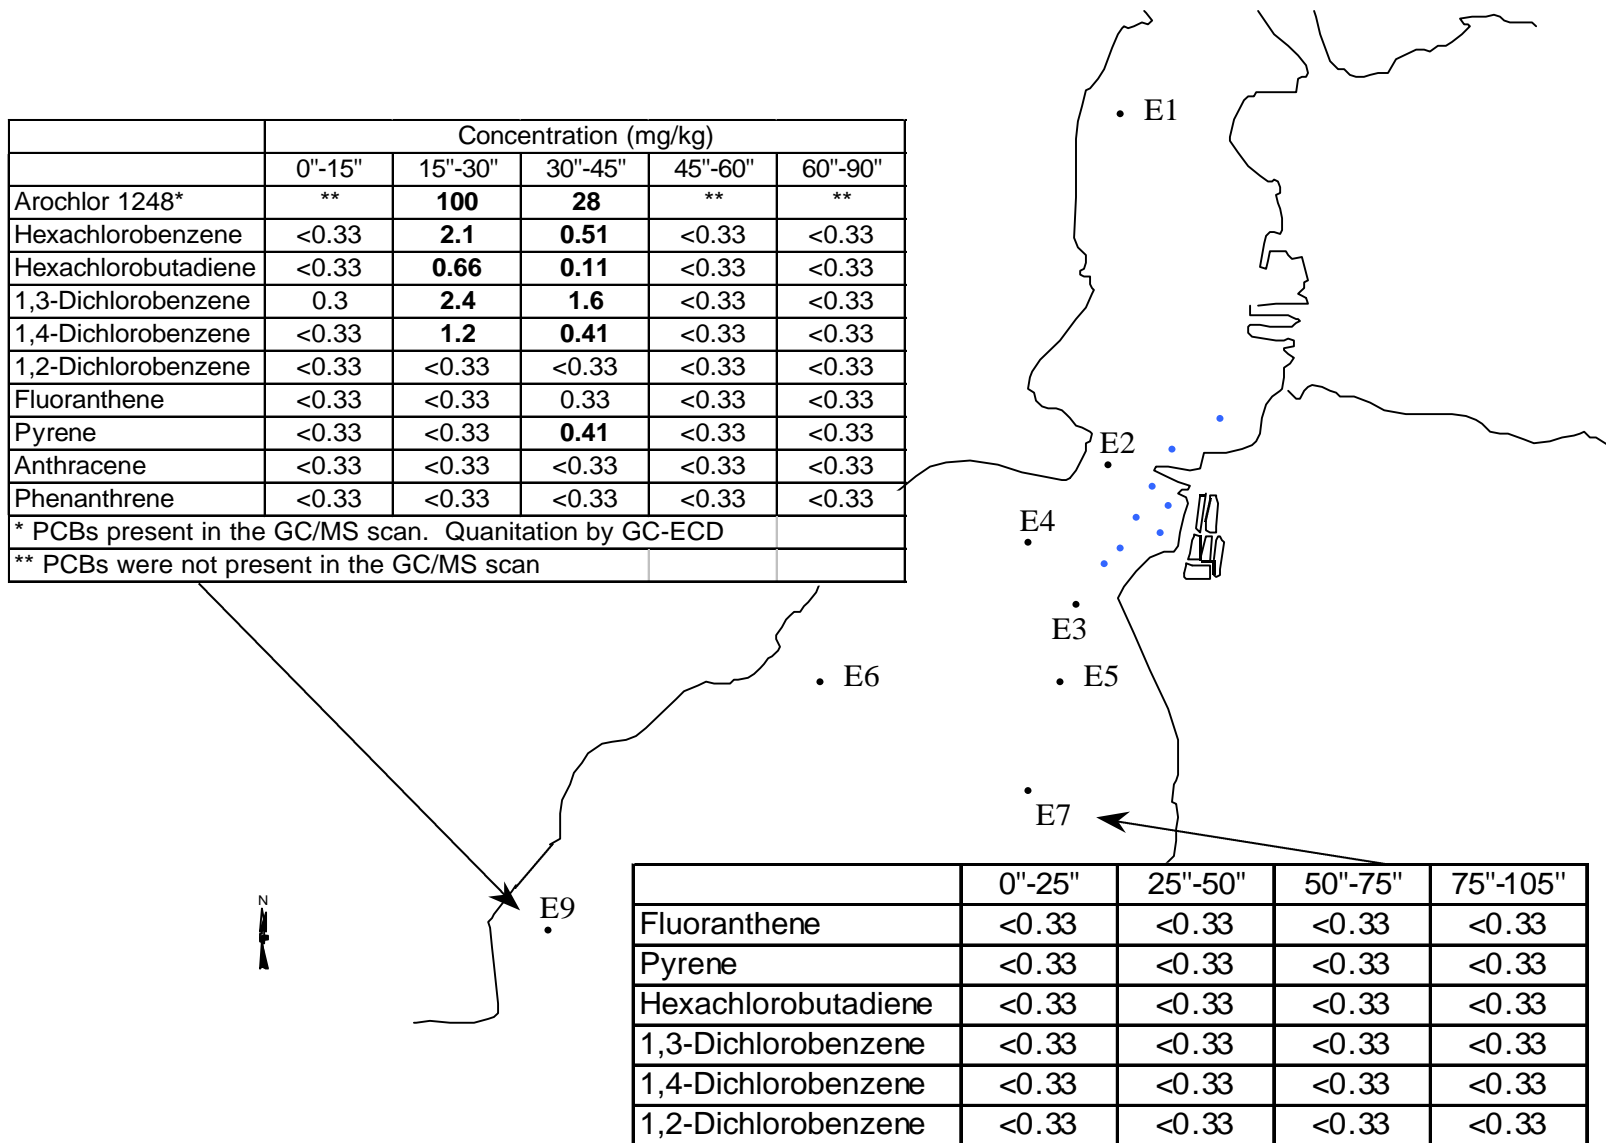 E1
Concentration (mg/kg)
0"-15" 15"-30" 30"-45" 45"-60" 60"-90"
Arochlor 1248* ** 100 28 ** **
Hexachlorobenzene <0.33 2.1 0.51 <0.33 <0.33
Hexachlorobutadiene <0.33 0.66 0.11 <0.33 <0.33
1,3-Dichlorobenzene 0.3 2.4 1.6 <0.33 <0.33
1,4-Dichlorobenzene <0.33 1.2 0.41 <0.33 <0.33
1,2-Dichlorobenzene <0.33 <0.33 <0.33 <0.33 <0.33
Fluoranthene <0.33 <0.33 0.33 <0.33 <0.33
Pyrene <0.33 <0.33 0.41 <0.33 <0.33
Anthracene <0.33 <0.33 <0.33 <0.33 <0.33
Phenanthrene <0.33 <0.33 <0.33 <0.33 <0.33
* PCBs present in the GC/MS scan. Quanitation by GC-ECD
** PCBs were not present in the GC/MS scan
E2
E4
E3
E6
E5
E7
N
E9
0"-25" 25"-50" 50"-75" 75"-105"
Fluoranthene <0.33 <0.33 <0.33 <0.33
Pyrene <0.33 <0.33 <0.33 <0.33
Hexachlorobutadiene <0.33 <0.33 <0.33 <0.33
1,3-Dichlorobenzene <0.33 <0.33 <0.33 <0.33
1,4-Dichlorobenzene <0.33 <0.33 <0.33 <0.33
1,2-Dichlorobenzene <0.33 <0.33 <0.33 <0.33